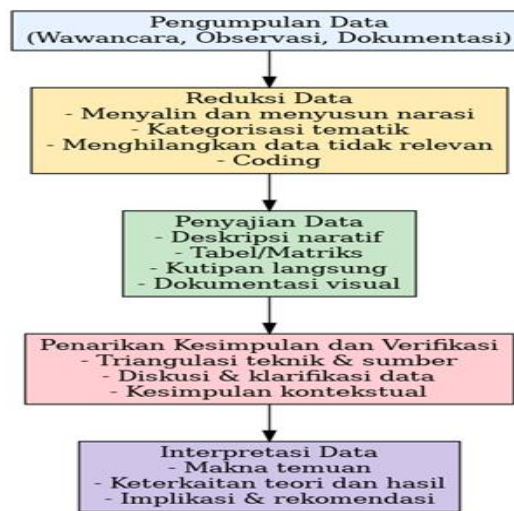 Pengumpulan Data
(Wawancara, Observasi, Dokumentasi)
Reduksi Data
- Menyalin dan menyusun narasi
- Kategorisasi tematik
- Menghilangkan data tidak relevan
- Coding
Penyajian Data
- Deskripsi naratif
- Tabel/Matriks
- Kutipan langsung
- Dokumentasi visual
Penarikan Kesimpulan dan Verifikasi
- Triangulasi teknik & sumber
- Diskusi & klarifikasi data
- Kesimpulan kontekstual
Interpretasi Data
- Makna temuan
- Keterkaitan teori dan hasil
- Implikasi & rekomendasi